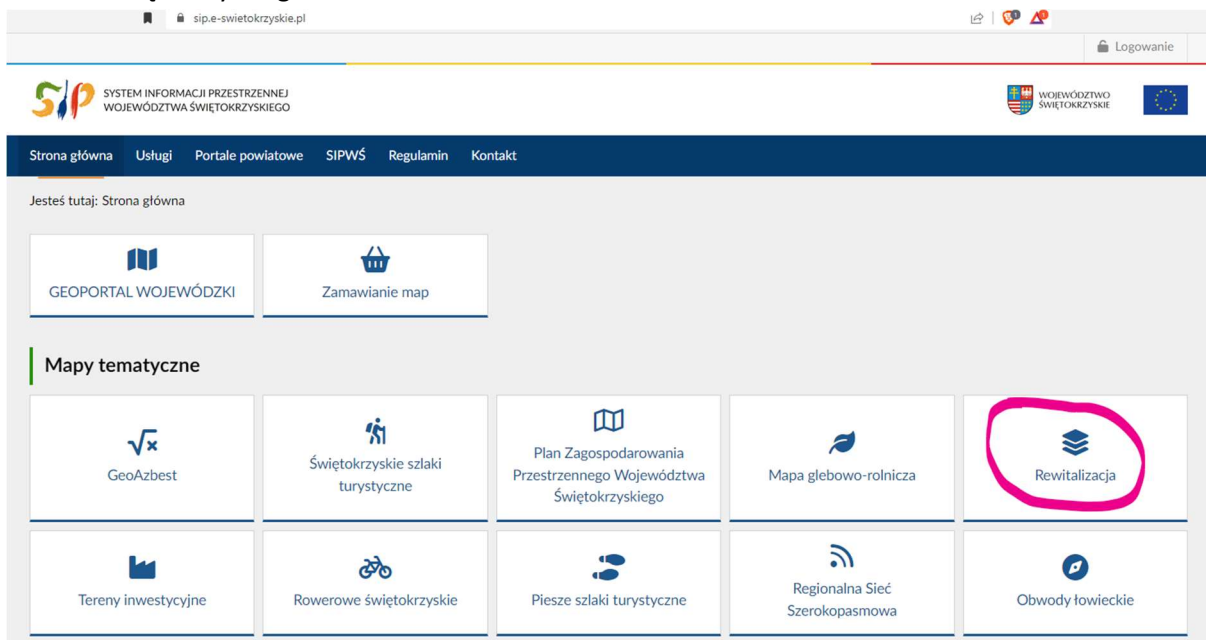 sip.e-swietokrzyskie.pl
Logowanie
SiP
SYSTEM INFORMACJI PRZESTRZENNEJ
WOJEWÓDZTWA ŚWIĘTOKRZYSKIEGO
WOJEWÓDZTWO
ŚWIĘTOKRZYSKIE
Strona główna Usługi Portale powiatowe SIPWŚ Regulamin Kontakt
Jesteś tutaj: Strona główna
GEOPORTAL WOJEWÓDZKI
Zamawianie map
Mapy tematyczne
GeoAzbest
Świętokrzyskie szlaki
turystyczne
Plan Zagospodarowania
Przestrzennego Województwa
Świętokrzyskiego
Mapa glebowo-rolnicza
Rewitalizacja
Tereny inwestycyjne
Rowerowe świętokrzyskie
Piesze szlaki turystyczne
Regionalna Sieć
Szerokopasmowa
Obwody łowieckie